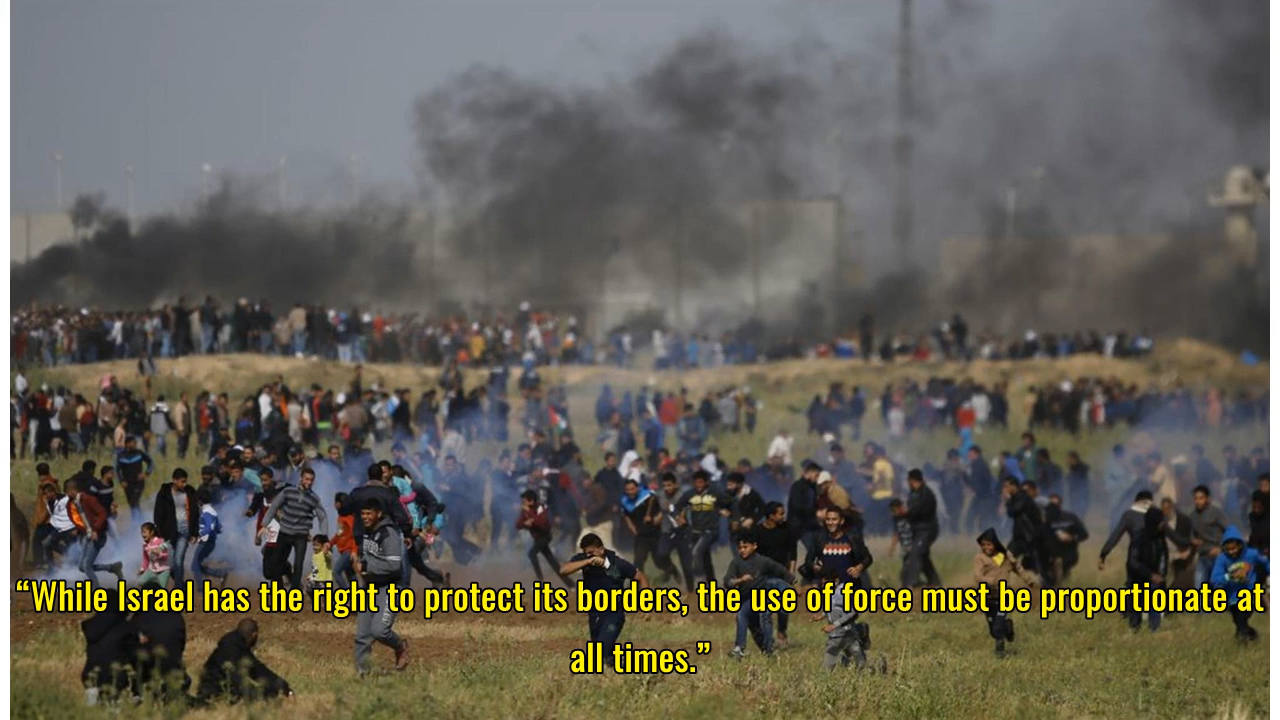 “While Israel has the right to protect its borders, the use of force must be proportionate at
all times.”